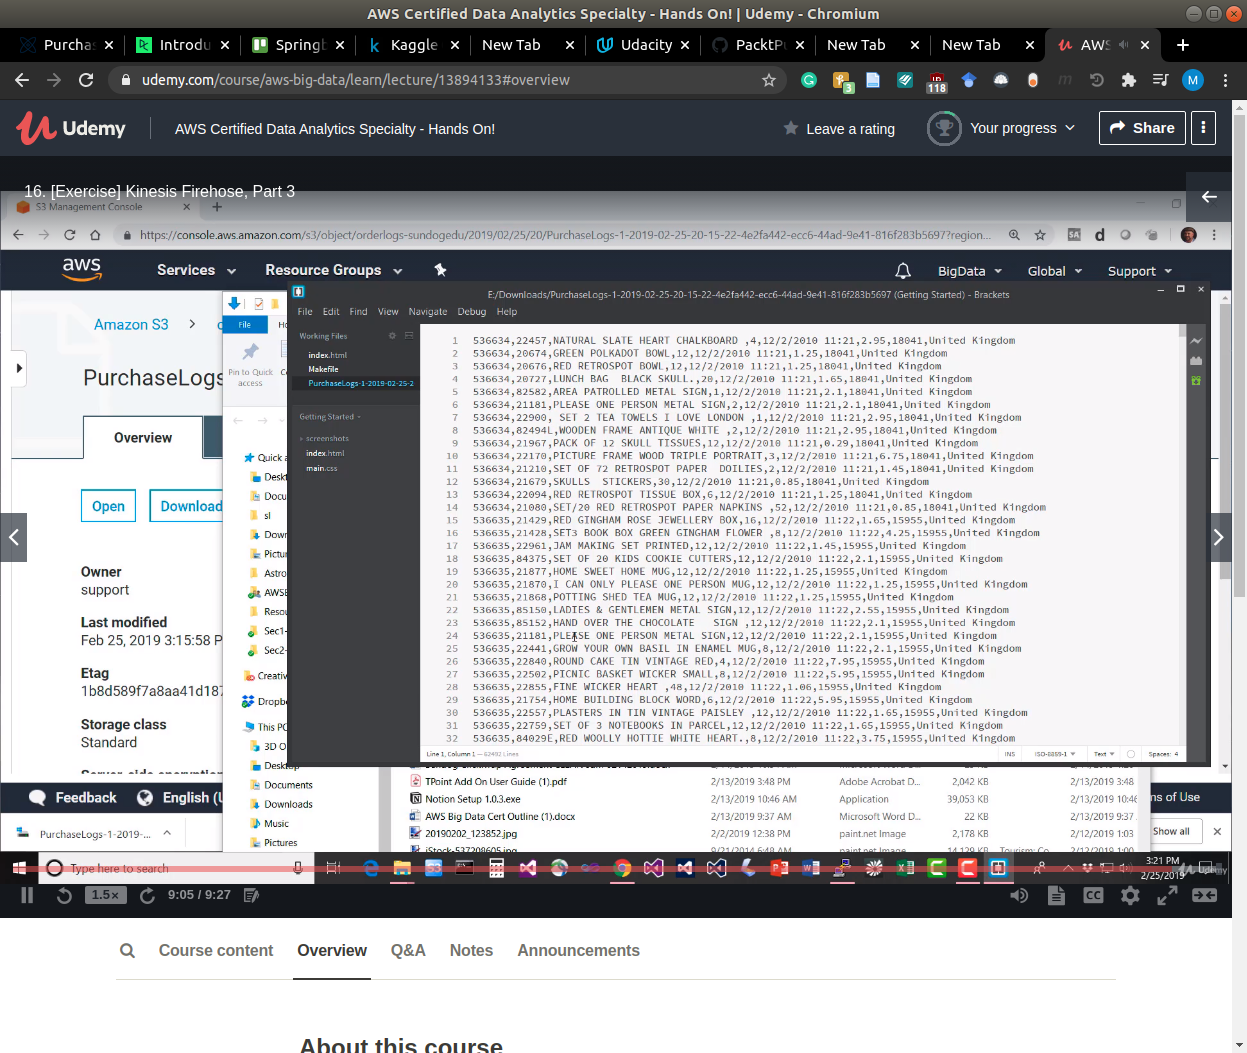 AWS Certified Data Analytics Specialty - Hands On! | Udemy - Chromium
Purchas
Introdu
Springb
Kaggle
New Tab
Udacity
PacktPu
New Tab
New Tab
AWS
udemy.com/course/aws-big-data/learn/lecture/13894133#overview
3
118
M
Udemy
AWS Certified Data Analytics Specialty - Hands On!
Leave a rating
Your progress
Share
16. [Exercise] Kinesis Firehose, Part 3
S3 Management Console
https://console.aws.amazon.com/s3/object/orderlogs-sundogedu/2019/02/25/20/PurchaseLogs-1-2019-02-25-20-15-22-4e2fa442-ecc6-44ad-9e41-816f283b5697?region...
aws
Services
Resource Groups
BigData
Global
Support
E:/Downloads/PurchaseLogs-1-2019-02-25-20-15-22-4e2fa442-ecc6-44ad-9e41-816f283b5697 (Getting Started) - Brackets
File Edit Find View Navigate Debug Help
Working Files
index.html
Makefile
PurchaseLogs-1-2019-02-25-2
Getting Started
screenshots
index.html
main.css
1 536634,22457,NATURAL SLATE HEART CHALKBOARD ,4,12/2/2010 11:21,2.95,18041,United Kingdom
2 536634,20674,GREEN POLKADOT BOWL,12,12/2/2010 11:21,1.25,18041,United Kingdom
3 536634,20676,RED RETROSPOT BOWL,12,12/2/2010 11:21,1.25,18041,United Kingdom
4 536634,20727,LUNCH BAG  BLACK SKULL.,20,12/2/2010 11:21,1.65,18041,United Kingdom
5 536634,82582,AREA PATROLLED METAL SIGN,1,12/2/2010 11:21,2.1,18041,United Kingdom
6 536634,21181,PLEASE ONE PERSON METAL SIGN,2,12/2/2010 11:21,2.1,18041,United Kingdom
7 536634,22900, SET 2 TEA TOWELS I LOVE LONDON ,1,12/2/2010 11:21,2.95,18041,United Kingdom
8 536634,82494L,WOODEN FRAME ANTIQUE WHITE ,2,12/2/2010 11:21,2.95,18041,United Kingdom
9 536634,21967,PACK OF 12 SKULL TISSUES,12,12/2/2010 11:21,0.29,18041,United Kingdom
10 536634,22170,PICTURE FRAME WOOD TRIPLE PORTRAIT,3,12/2/2010 11:21,6.75,18041,United Kingdom
11 536634,21210,SET OF 72 RETROSPOT PAPER  DOILIES,2,12/2/2010 11:21,1.45,18041,United Kingdom
12 536634,21679,SKULLS  STICKERS,30,12/2/2010 11:21,0.85,18041,United Kingdom
13 536634,22094,RED RETROSPOT TISSUE BOX,6,12/2/2010 11:21,1.25,18041,United Kingdom
14 536634,21080,SET/20 RED RETROSPOT PAPER NAPKINS ,52,12/2/2010 11:21,0.85,18041,United Kingdom
15 536635,21429,RED GINGHAM ROSE JEWELLERY BOX,16,12/2/2010 11:22,1.65,15955,United Kingdom
16 536635,21428,SET3 BOOK BOX GREEN GINGHAM FLOWER ,8,12/2/2010 11:22,4.25,15955,United Kingdom
17 536635,22961,JAM MAKING SET PRINTED,12,12/2/2010 11:22,1.45,15955,United Kingdom
18 536635,84375,SET OF 20 KIDS COOKIE CUTTERS,12,12/2/2010 11:22,2.1,15955,United Kingdom
19 536635,21877,HOME SWEET HOME MUG,12,12/2/2010 11:22,1.25,15955,United Kingdom
20 536635,21870,I CAN ONLY PLEASE ONE PERSON MUG,12,12/2/2010 11:22,1.25,15955,United Kingdom
21 536635,21868,POTTING SHED TEA MUG,12,12/2/2010 11:22,1.25,15955,United Kingdom
22 536635,85150,LADIES & GENTLEMEN METAL SIGN,12,12/2/2010 11:22,2.55,15955,United Kingdom
23 536635,85152,HAND OVER THE CHOCOLATE   SIGN ,12,12/2/2010 11:22,2.1,15955,United Kingdom
24 536635,21181,PLEASE ONE PERSON METAL SIGN,12,12/2/2010 11:22,2.1,15955,United Kingdom
25 536635,22441,GROW YOUR OWN BASIL IN ENAMEL MUG,8,12/2/2010 11:22,2.1,15955,United Kingdom
26 536635,22840,ROUND CAKE TIN VINTAGE RED,4,12/2/2010 11:22,7.95,15955,United Kingdom
27 536635,22502,PICNIC BASKET WICKER SMALL,8,12/2/2010 11:22,5.95,15955,United Kingdom
28 536635,22855,FINE WICKER HEART ,48,12/2/2010 11:22,1.06,15955,United Kingdom
29 536635,21754,HOME BUILDING BLOCK WORD,6,12/2/2010 11:22,5.95,15955,United Kingdom
30 536635,22557,PLASTERS IN TIN VINTAGE PAISLEY ,12,12/2/2010 11:22,1.65,15955,United Kingdom
31 536635,22759,SET OF 3 NOTEBOOKS IN PARCEL,12,12/2/2010 11:22,1.65,15955,United Kingdom
32 536635,84029E,RED WOOLLY HOTTIE WHITE HEART.,8,12/2/2010 11:22,3.75,15955,United Kingdom
Line 1, Column 1 — 62492 Lines
INS ISO-8859-1 Text Spaces: 4
Amazon S3
PurchaseLogs
Overview
Open
Download
Owner
support
Last modified
Feb 25, 2019 3:15:58 P
Etag
1b8d589f7a8aa41d187
Storage class
Standard
Server-side encryption
File
Pin to Quick
access
Quick a
Deskt
Docu
sl
Down
Pictur
Astro
AWSB
Resou
Sec1-
Sec2-
Creativ
Dropbo
This PC
3D O
Desktop
Documents
Downloads
Music
Pictures
TPoint Add On User Guide (1).pdf 2/13/2019 3:48 PM Adobe Acrobat D... 2,042 KB 2/13/2019 3:48
Notion Setup 1.0.3.exe 2/13/2019 10:46 AM Application 39,053 KB 2/13/2019 10:46
AWS Big Data Cert Outline (1).docx 2/13/2019 9:37 AM Microsoft Word D... 22 KB 2/13/2019 9:37
20190202_123852.jpg 2/2/2019 12:38 PM paint.net Image 2,178 KB 2/12/2019 1:03
iStock-537208605.jpg 9/21/2014 6:48 AM paint.net Image 14,129 KB Tourism; Co... 2/12/2019 1:00
Feedback
English (U
ms of Use
PurchaseLogs-1-2019-...
Show all
Type here to search
3:21 PM
2/25/2019
Udemy
1.5×
9:05 / 9:27
CC
Course content
Overview
Q&A
Notes
Announcements
About this course